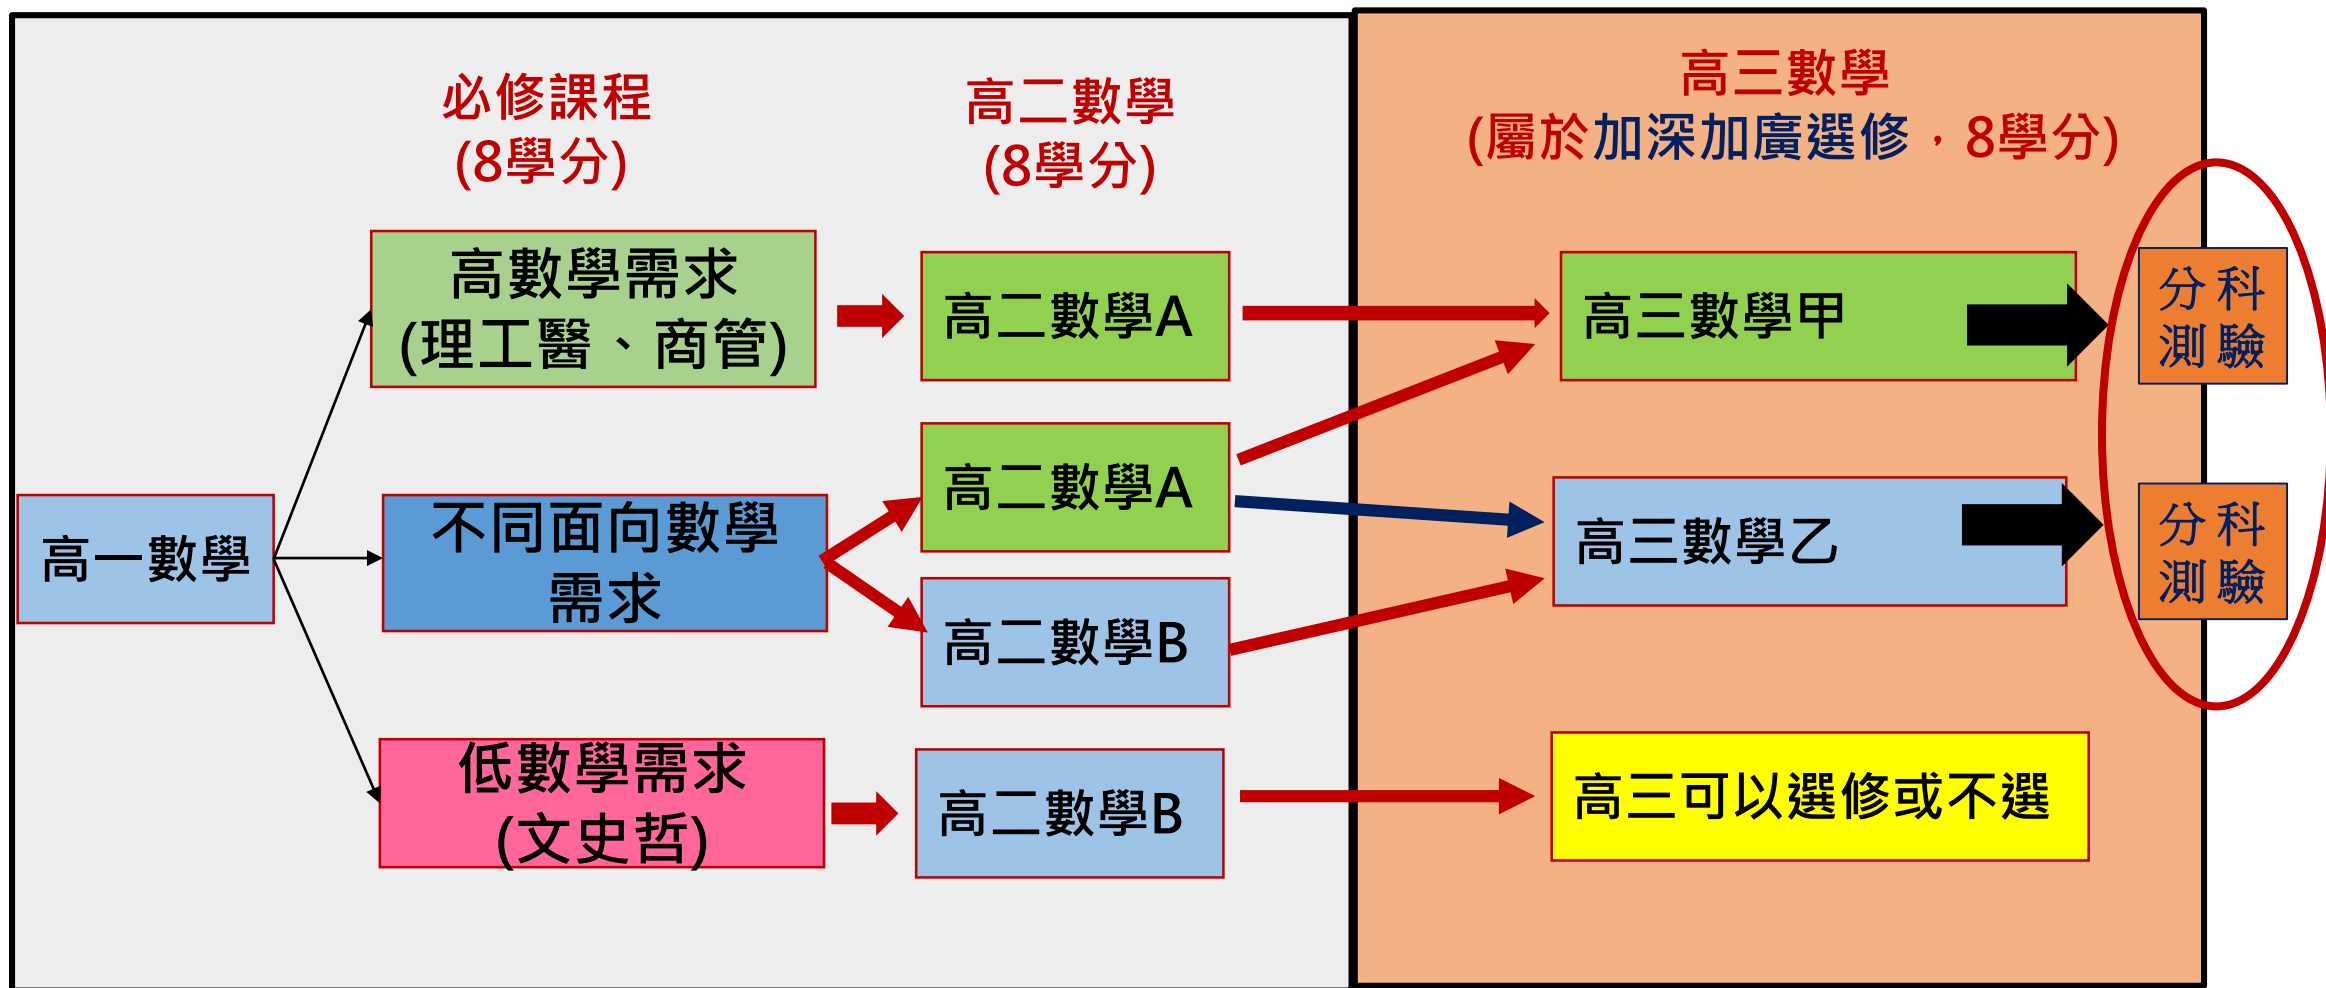 必修課程
(8學分)
高二數學
(8學分)
高三數學
(屬於加深加廣選修，8學分)
高一數學
高數學需求
(理工醫、商管)
不同面向數學
需求
低數學需求
(文史哲)
高二數學A
高二數學A
高二數學B
高二數學B
高三數學甲
高三數學乙
高三可以選修或不選
分科
測驗
分科
測驗